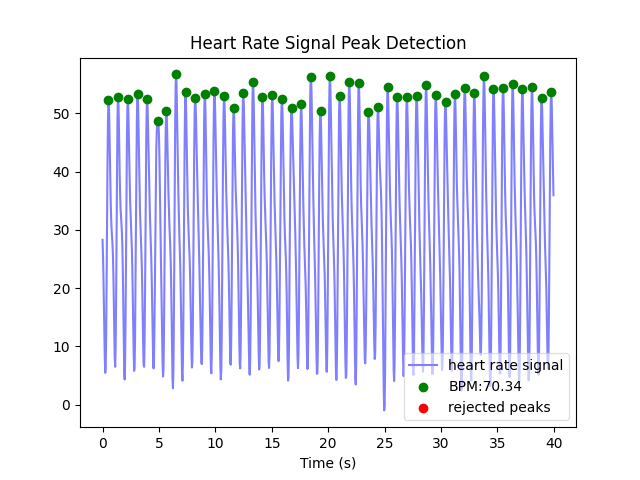 Heart Rate Signal Peak Detection
50
40
30
20
10
0
heart rate signal
BPM:70.34
rejected peaks
0 5 10 15 20 25 30 35 40
Time (s)